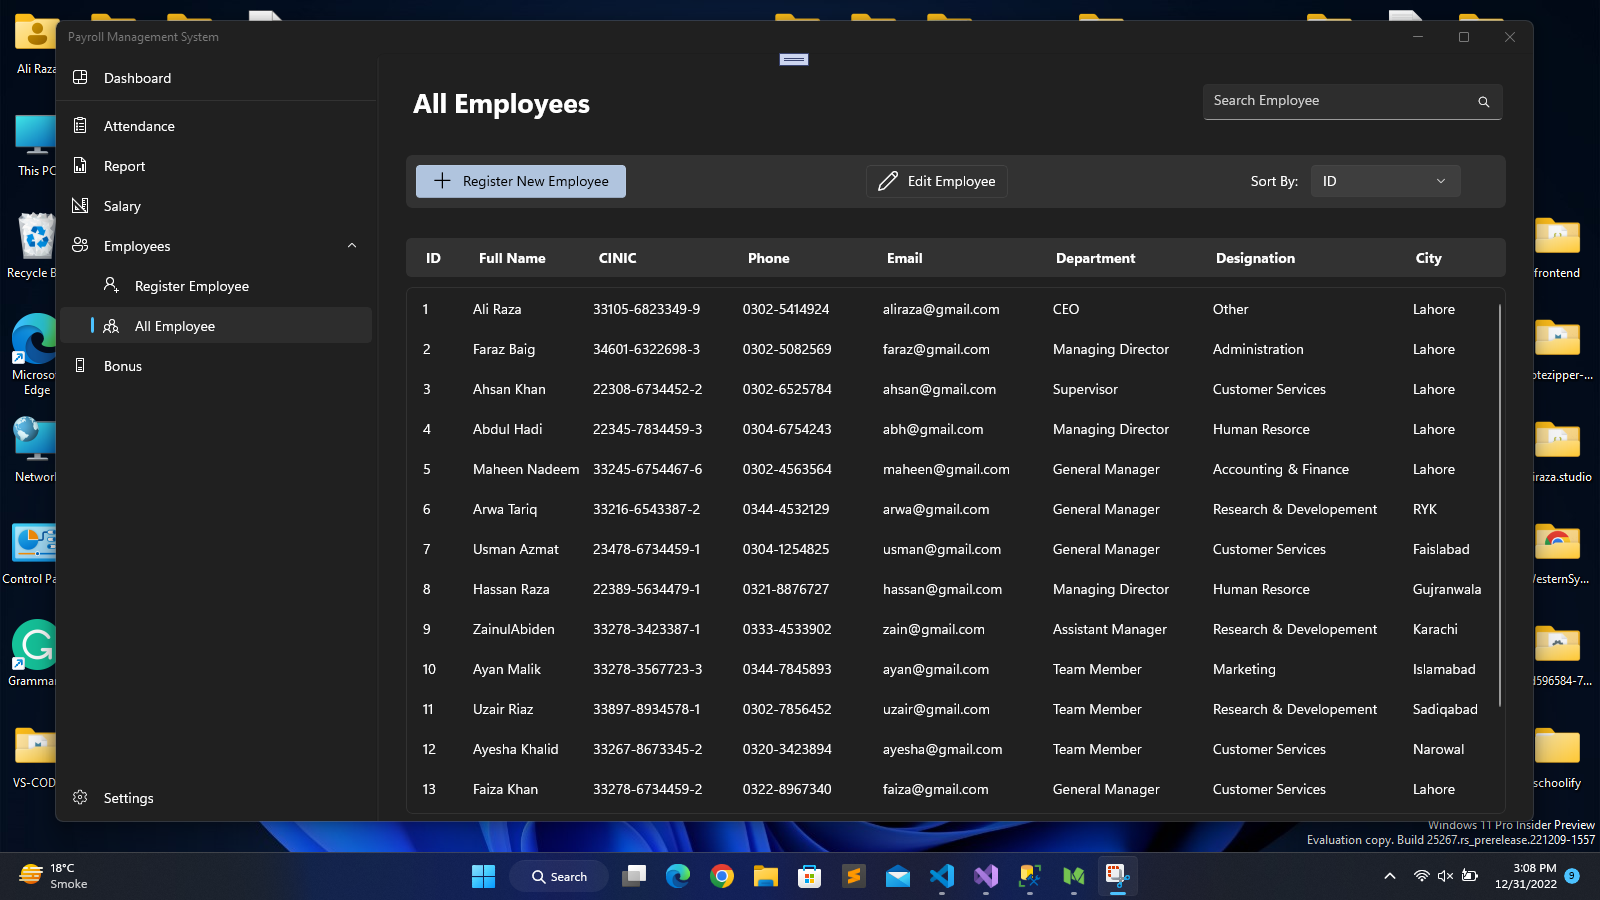 Payroll Management System
Ali Raza
Dashboard
All Employees
Search Employee
Attendance
Report
Register New Employee
Edit Employee
Sort By:
ID
This PC
Salary
Employees
Register Employee
All Employee
Bonus
Settings
ID Full Name CINIC Phone Email Department Designation City
1 Ali Raza 33105-6823349-9 0302-5414924 aliraza@gmail.com CEO Other Lahore
2 Faraz Baig 34601-6322698-3 0302-5082569 faraz@gmail.com Managing Director Administration Lahore
3 Ahsan Khan 22308-6734452-2 0302-6525784 ahsan@gmail.com Supervisor Customer Services Lahore
4 Abdul Hadi 22345-7834459-3 0304-6754243 abh@gmail.com Managing Director Human Resorce Lahore
5 Maheen Nadeem 33245-6754467-6 0302-4563564 maheen@gmail.com General Manager Accounting & Finance Lahore
6 Arwa Tariq 33216-6543387-2 0344-4532129 arwa@gmail.com General Manager Research & Developement RYK
7 Usman Azmat 23478-6734459-1 0304-1254825 usman@gmail.com General Manager Customer Services Faislabad
8 Hassan Raza 22389-5634479-1 0321-8876727 hassan@gmail.com Managing Director Human Resorce Gujranwala
9 ZainulAbiden 33278-3423387-1 0333-4533902 zain@gmail.com Assistant Manager Research & Developement Karachi
10 Ayan Malik 33278-3567723-3 0344-7845893 ayan@gmail.com Team Member Marketing Islamabad
11 Uzair Riaz 33897-8934578-1 0302-7856452 uzair@gmail.com Team Member Research & Developement Sadiqabad
12 Ayesha Khalid 33267-8673345-2 0320-3423894 ayesha@gmail.com Team Member Customer Services Narowal
13 Faiza Khan 33278-6734459-2 0322-8967340 faiza@gmail.com General Manager Customer Services Lahore
Recycle B
Microso
Edge
Networ
Control Pa
Gramma
VS-COD
frontend
otezipper-...
iraza.studio
esternSy...
596584-7...
schoolify
Windows 11 Pro Insider Preview
Evaluation copy. Build 25267.rs_prerelease.221209-1557
18°C
Smoke
Search
3:08 PM
12/31/2022
9